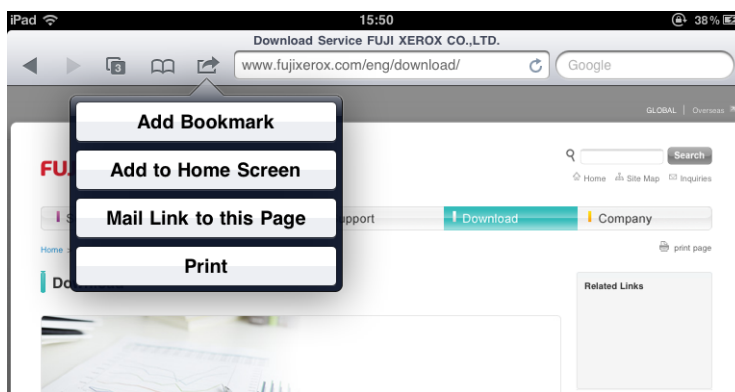 iPad 15:50 38%
Download Service FUJI XEROX CO.,LTD.
3 www.fujixerox.com/eng/download/ Google
GLOBAL | Overseas
Add Bookmark
Search
FU
Add to Home Screen
Home Site Map Inquiries
Mail Link to this Page
S upport Download Company
Home print page
Print
Do
Related Links